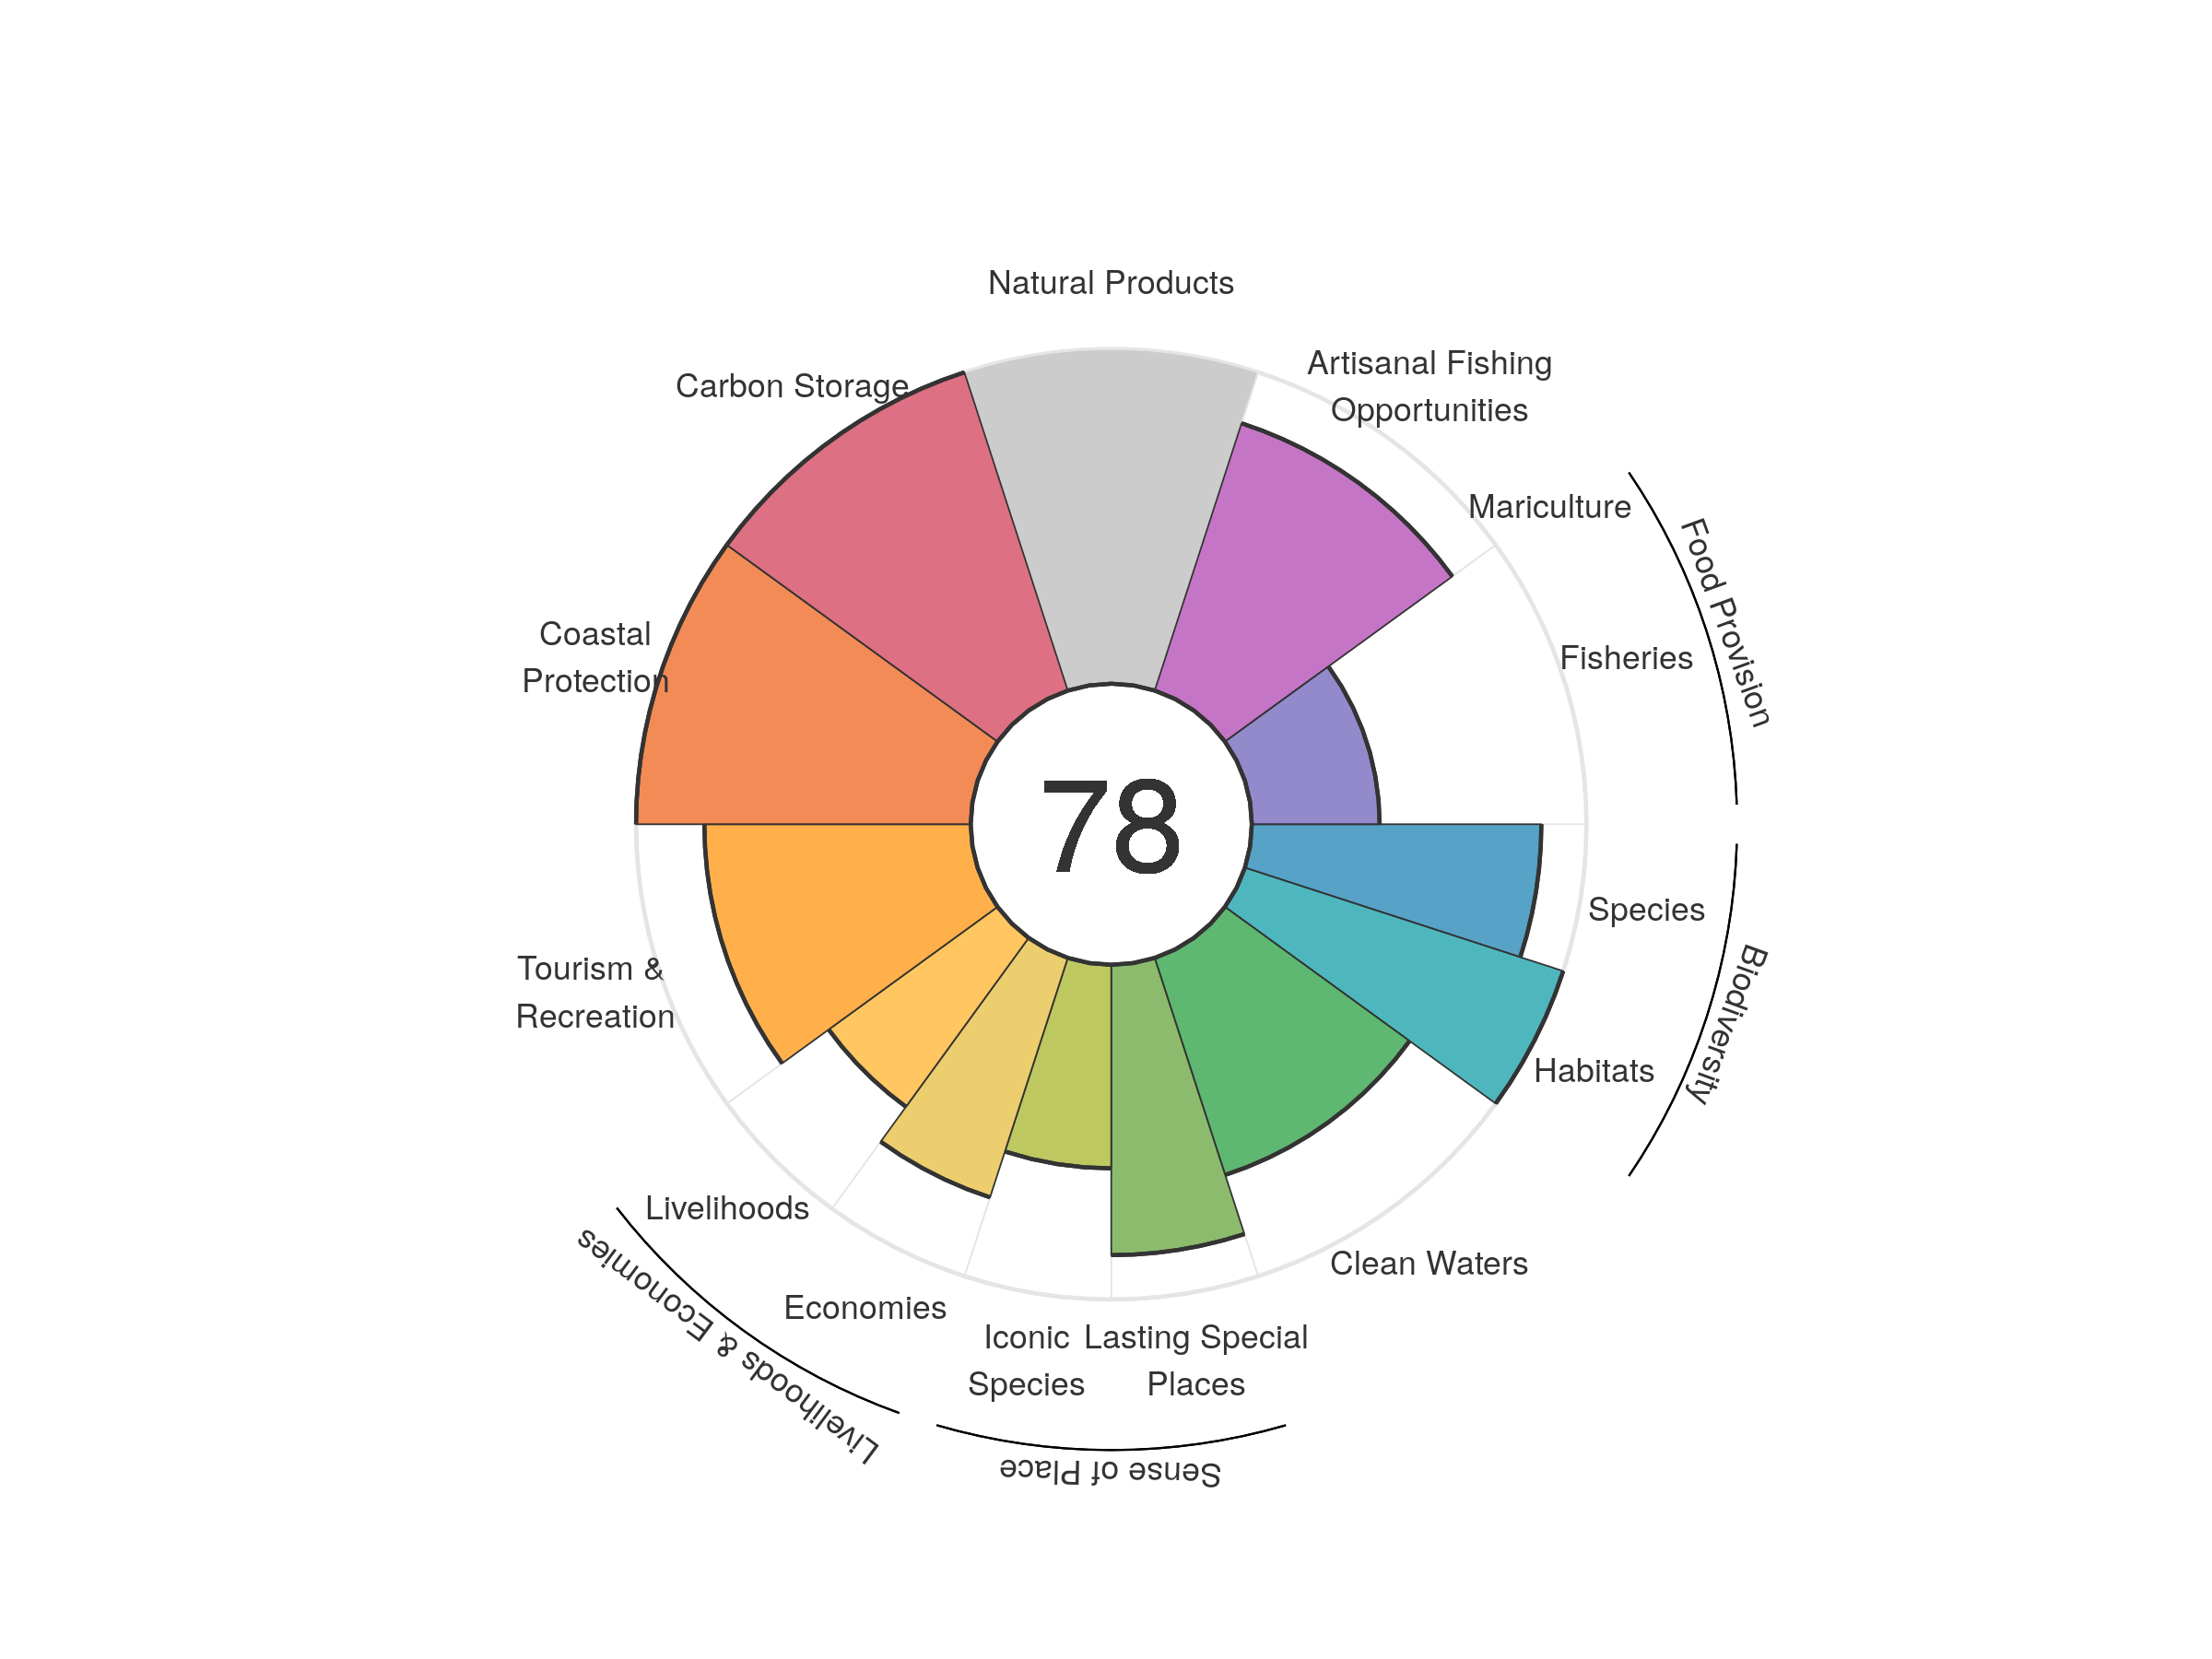 Natural Products
Artisanal Fishing
Opportunities
Carbon Storage
Mariculture
Food Provision
Coastal
Protection
Fisheries
78
Species
Biodiversity
Tourism &
Recreation
Habitats
Livelihoods
Clean Waters
Livelihoods & Economies
Economies
Iconic
Species
Lasting Special
Places
Sense of Place